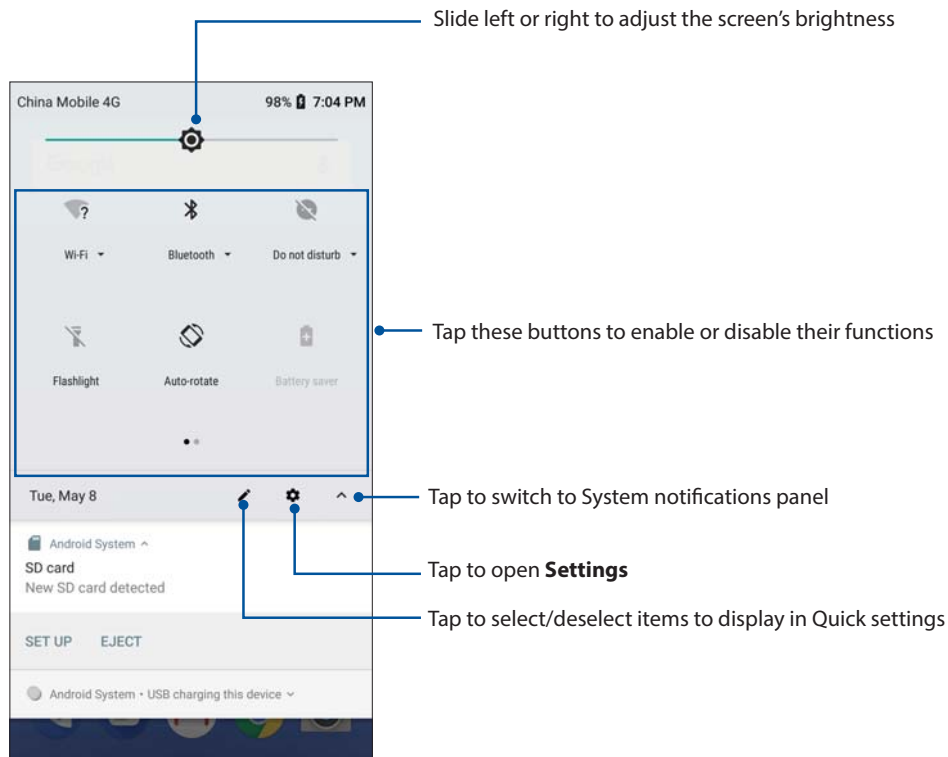 Slide left or right to adjust the screen's brightness
China Mobile 4G 98% 7:04 PM
Wi-Fi Bluetooth Do not disturb
Tap these buttons to enable or disable their functions
Flashlight Auto-rotate Battery saver
Tue, May 8
Tap to switch to System notifications panel
Android System
SD card
New SD card detected
Tap to open Settings
Tap to select/deselect items to display in Quick settings
SET UP EJECT
Android System • USB charging this device